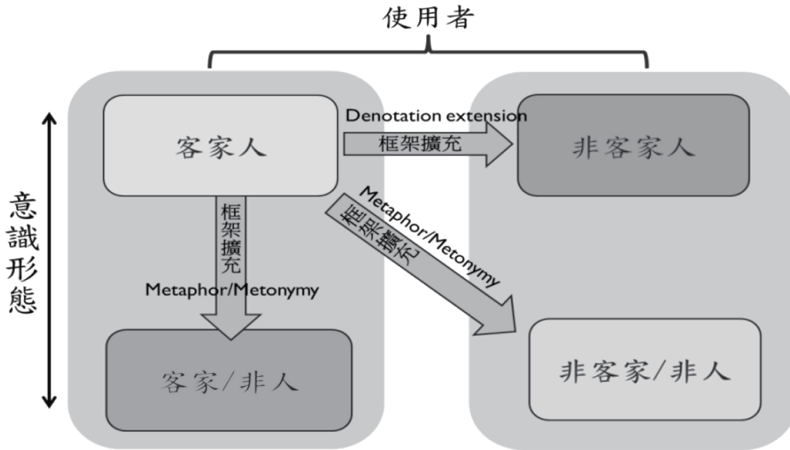 使用者
意識形態
客家人
Denotation extension
框架擴充
非客家人
框架擴充
Metaphor/Metonymy
Metaphor/Metonymy
框架擴充
客家/非人
非客家/非人